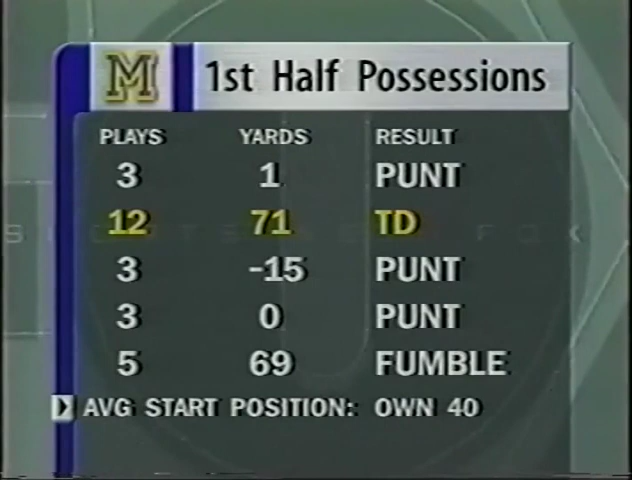 M
1st Half Possessions
PLAYS YARDS RESULT
3 1 PUNT
12 71 TD
3 -15 PUNT
3 0 PUNT
5 69 FUMBLE
AVG START POSITION: OWN 40